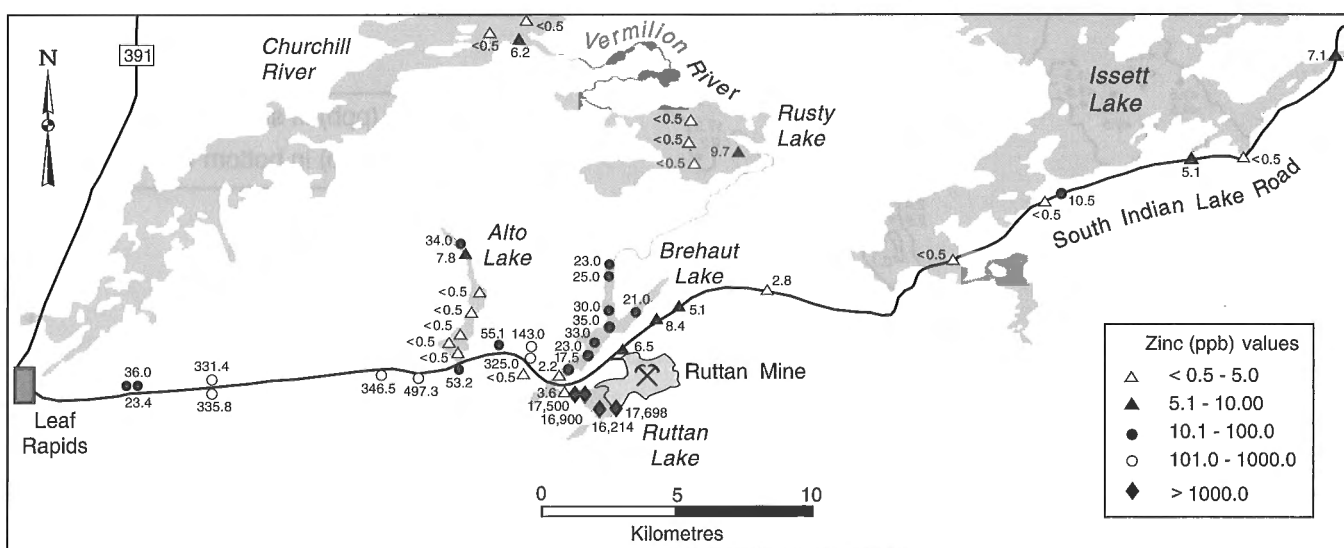 N
391
Churchill
River
<0.5
<0.5
6.2
Vermilion
River
Rusty
Lake
<0.5
<0.5
<0.5
9.7
Issett
Lake
7.1
5.1
<0.5
<0.5
10.5
South Indian Lake Road
<0.5
Alto
Lake
34.0
7.8
<0.5
<0.5
<0.5
<0.5
<0.5
Brehaut
Lake
23.0
25.0
30.0
21.0
35.0
33.0
23.0
17.5
5.1
8.4
2.8
6.5
55.1
143.0
325.0
2.2
<0.5
3.6
53.2
497.3
346.5
331.4
335.8
36.0
23.4
Leaf
Rapids
Ruttan Mine
17,500
16,900
17,698
16,214
Ruttan
Lake
0 5 10
Kilometres
Zinc (ppb) values
< 0.5 - 5.0
5.1 - 10.00
10.1 - 100.0
101.0 - 1000.0
> 1000.0